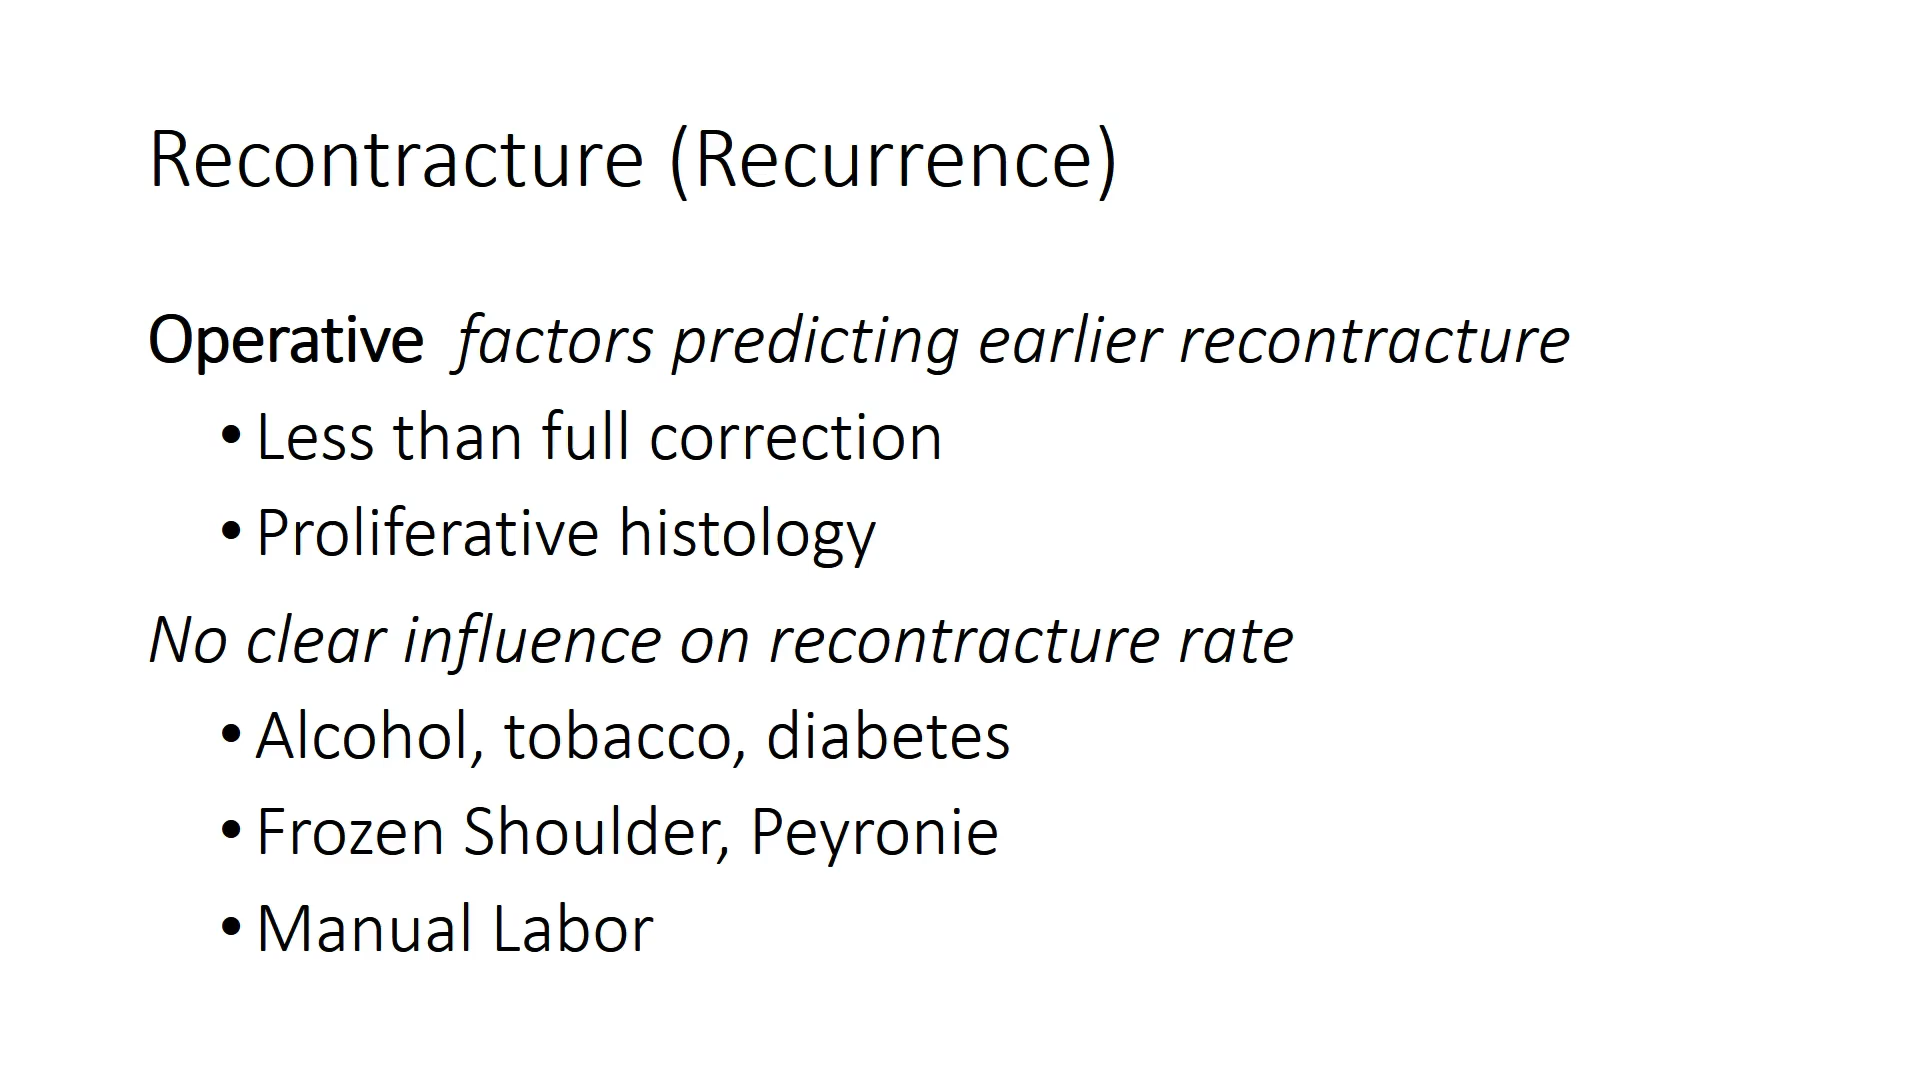 Recontracture (Recurrence)
Operative factors predicting earlier recontracture
• Less than full correction
• Proliferative histology
No clear influence on recontracture rate
• Alcohol, tobacco, diabetes
• Frozen Shoulder, Peyronie
• Manual Labor